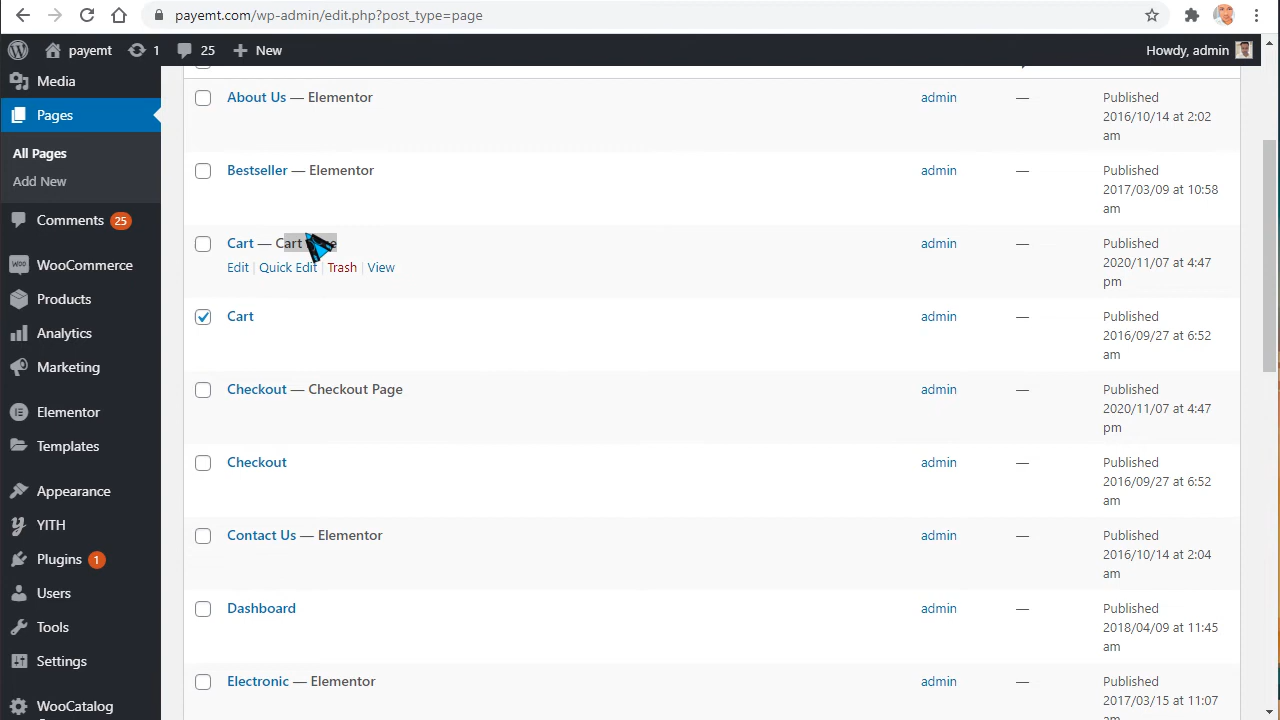 payemt.com/wp-admin/edit.php?post_type=page
payemt
1
25
New
Howdy, admin
Media
Pages
All Pages
Add New
Comments 25
WooCommerce
Products
Analytics
Marketing
Elementor
Templates
Appearance
YITH
Plugins 1
Users
Tools
Settings
WooCatalog
About Us — Elementor
admin
—
Published
2016/10/14 at 2:02
am
Bestseller — Elementor
admin
—
Published
2017/03/09 at 10:58
am
Cart — Cart
Edit | Quick Edit | Trash | View
admin
—
Published
2020/11/07 at 4:47
pm
Cart
admin
—
Published
2016/09/27 at 6:52
am
Checkout — Checkout Page
admin
—
Published
2020/11/07 at 4:47
pm
Checkout
admin
—
Published
2016/09/27 at 6:52
am
Contact Us — Elementor
admin
—
Published
2016/10/14 at 2:04
am
Dashboard
admin
—
Published
2018/04/09 at 11:45
am
Electronic — Elementor
admin
—
Published
2017/03/15 at 11:07